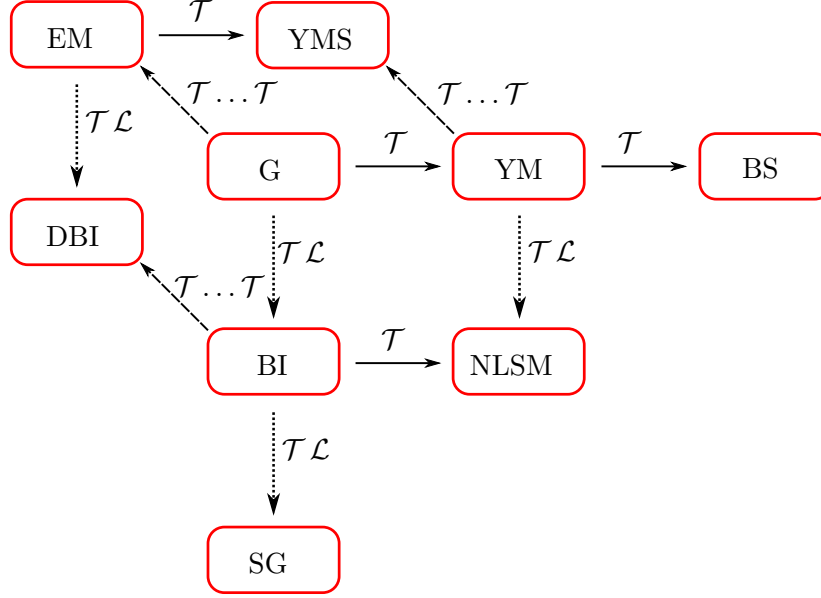 𝒯
EM YMS
𝒯 … 𝒯 𝒯 … 𝒯
𝒯 ℒ
𝒯 𝒯
G YM BS
DBI
𝒯 ℒ 𝒯 ℒ
𝒯 … 𝒯
𝒯
BI NLSM
𝒯 ℒ
SG